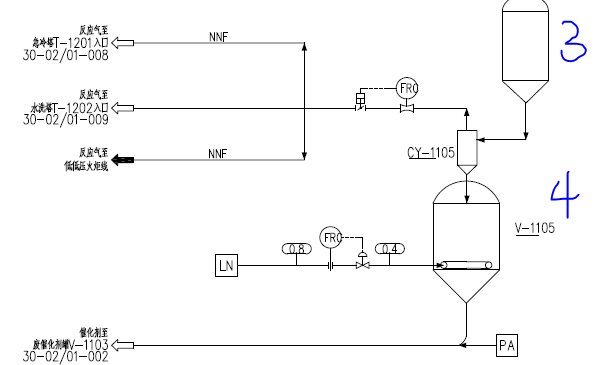 反应气至
急冷塔T-1201入口
30-02/01-008
NNF
3
反应气至
水洗塔T-1202入口
30-02/01-009
FRC
反应气至
低低压火炬线
NNF
CY-1105
4
V-1105
FRC
0.8
0.4
LN
催化剂至
废催化剂罐V-1103
30-02/01-002
PA